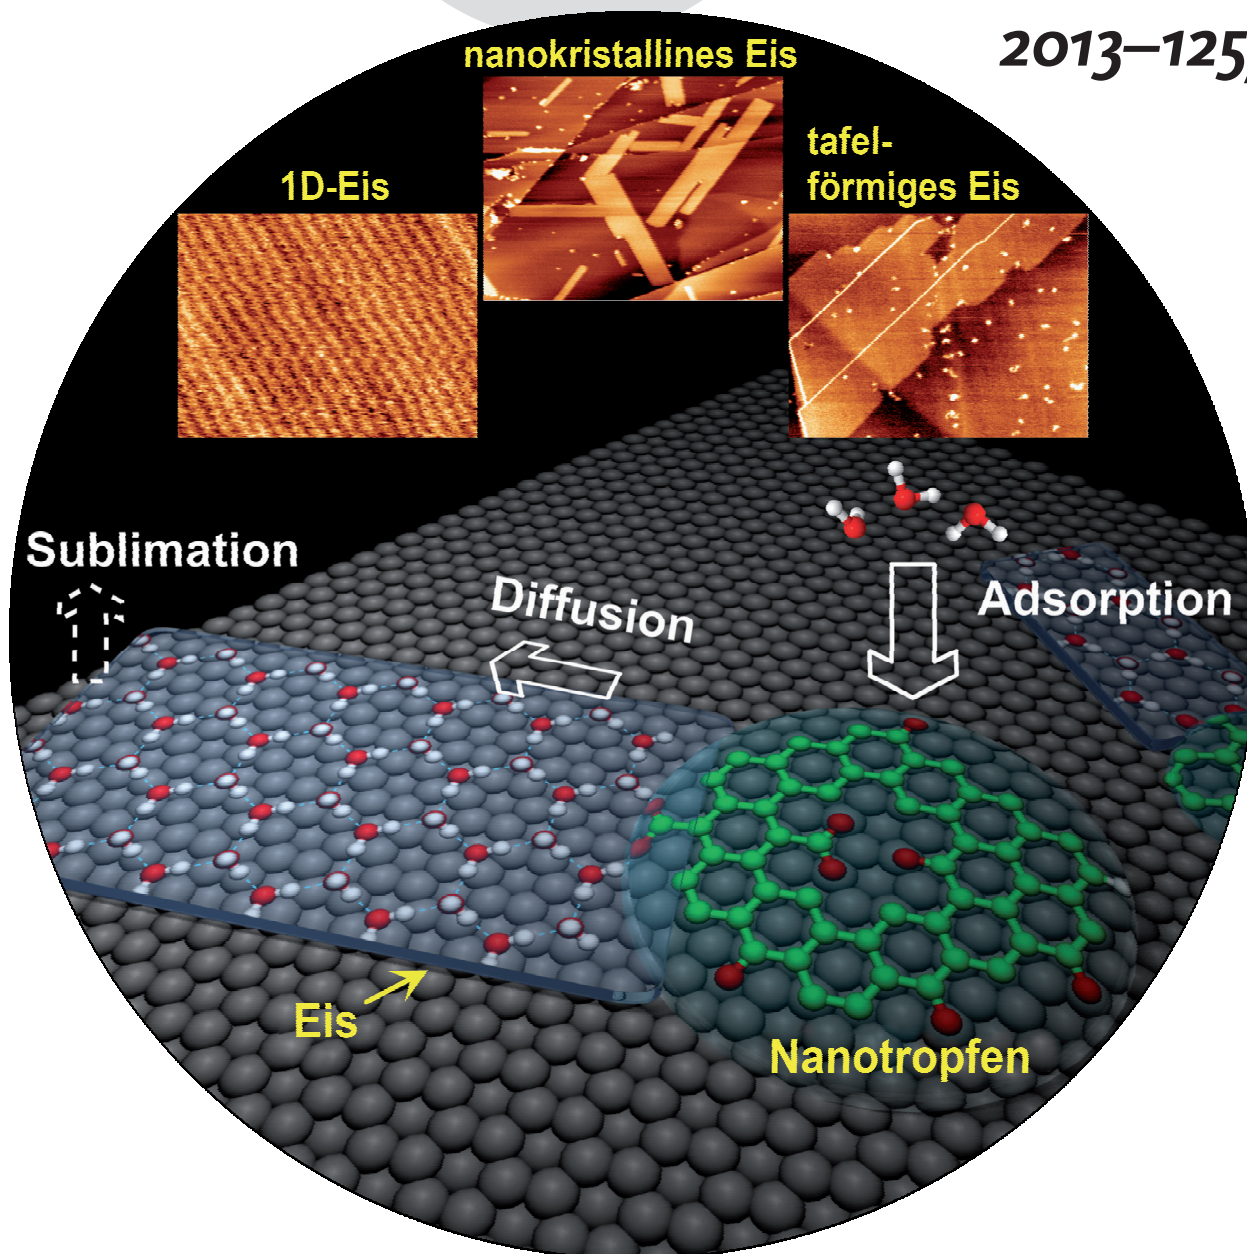 2013–125,
nanokristallines Eis
tafel-
förmiges Eis
1D-Eis
Sublimation
Diffusion
Adsorption
Eis
Nanotropfen